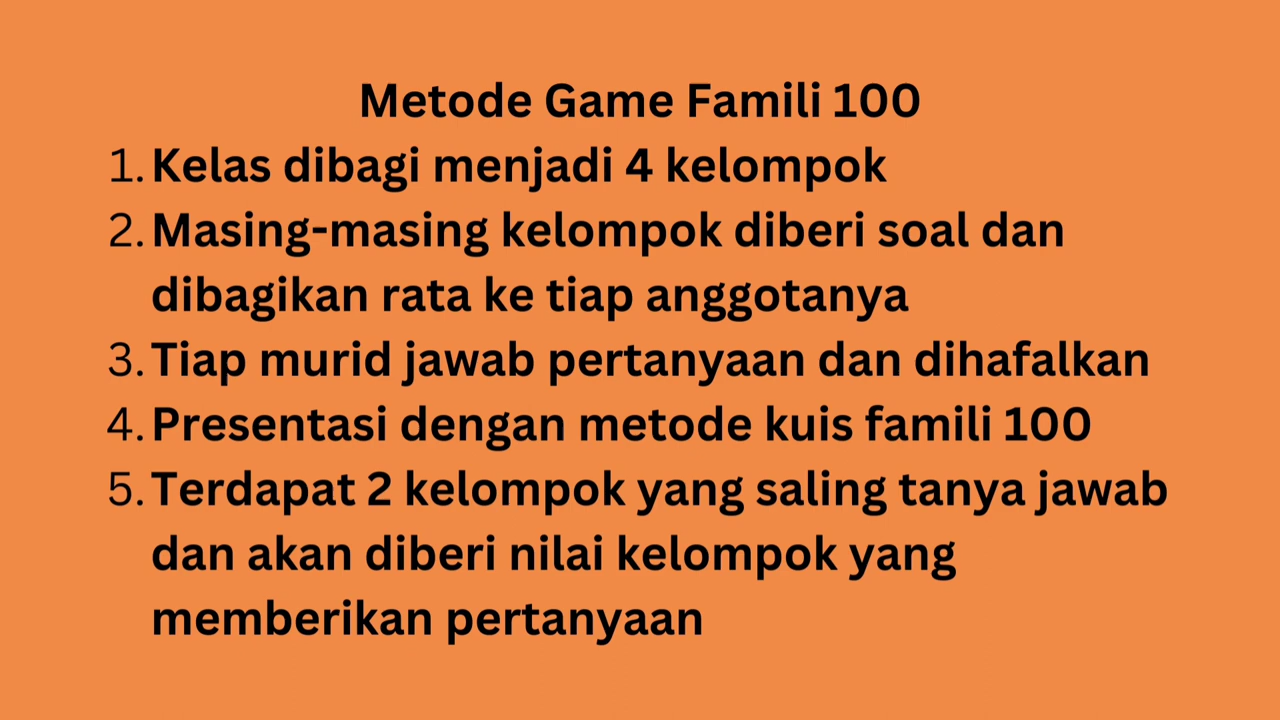 Metode Game Famili 100
1. Kelas dibagi menjadi 4 kelompok
2. Masing-masing kelompok diberi soal dan
dibagikan rata ke tiap anggotanya
3. Tiap murid jawab pertanyaan dan dihafalkan
4. Presentasi dengan metode kuis famili 100
5. Terdapat 2 kelompok yang saling tanya jawab
dan akan diberi nilai kelompok yang
memberikan pertanyaan